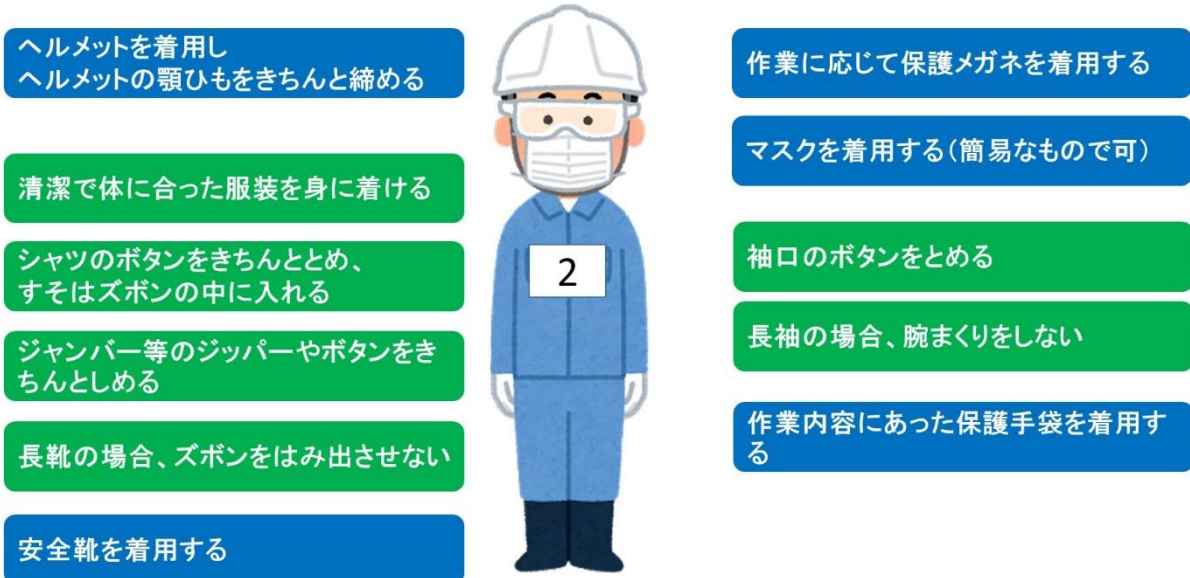 ヘルメットを着用し
ヘルメットの顎ひもをきちんと締める
清潔で体に合った服装を身に着ける
シャツのボタンをきちんととめ、
すそはズボンの中に入れる
ジャンバー等のジッパーやボタンをき
ちんとしめる
長靴の場合、ズボンをはみ出させない
安全靴を着用する
2
作業に応じて保護メガネを着用する
マスクを着用する(簡易なもので可)
袖口のボタンをとめる
長袖の場合、腕まくりをしない
作業内容にあった保護手袋を着用す
る